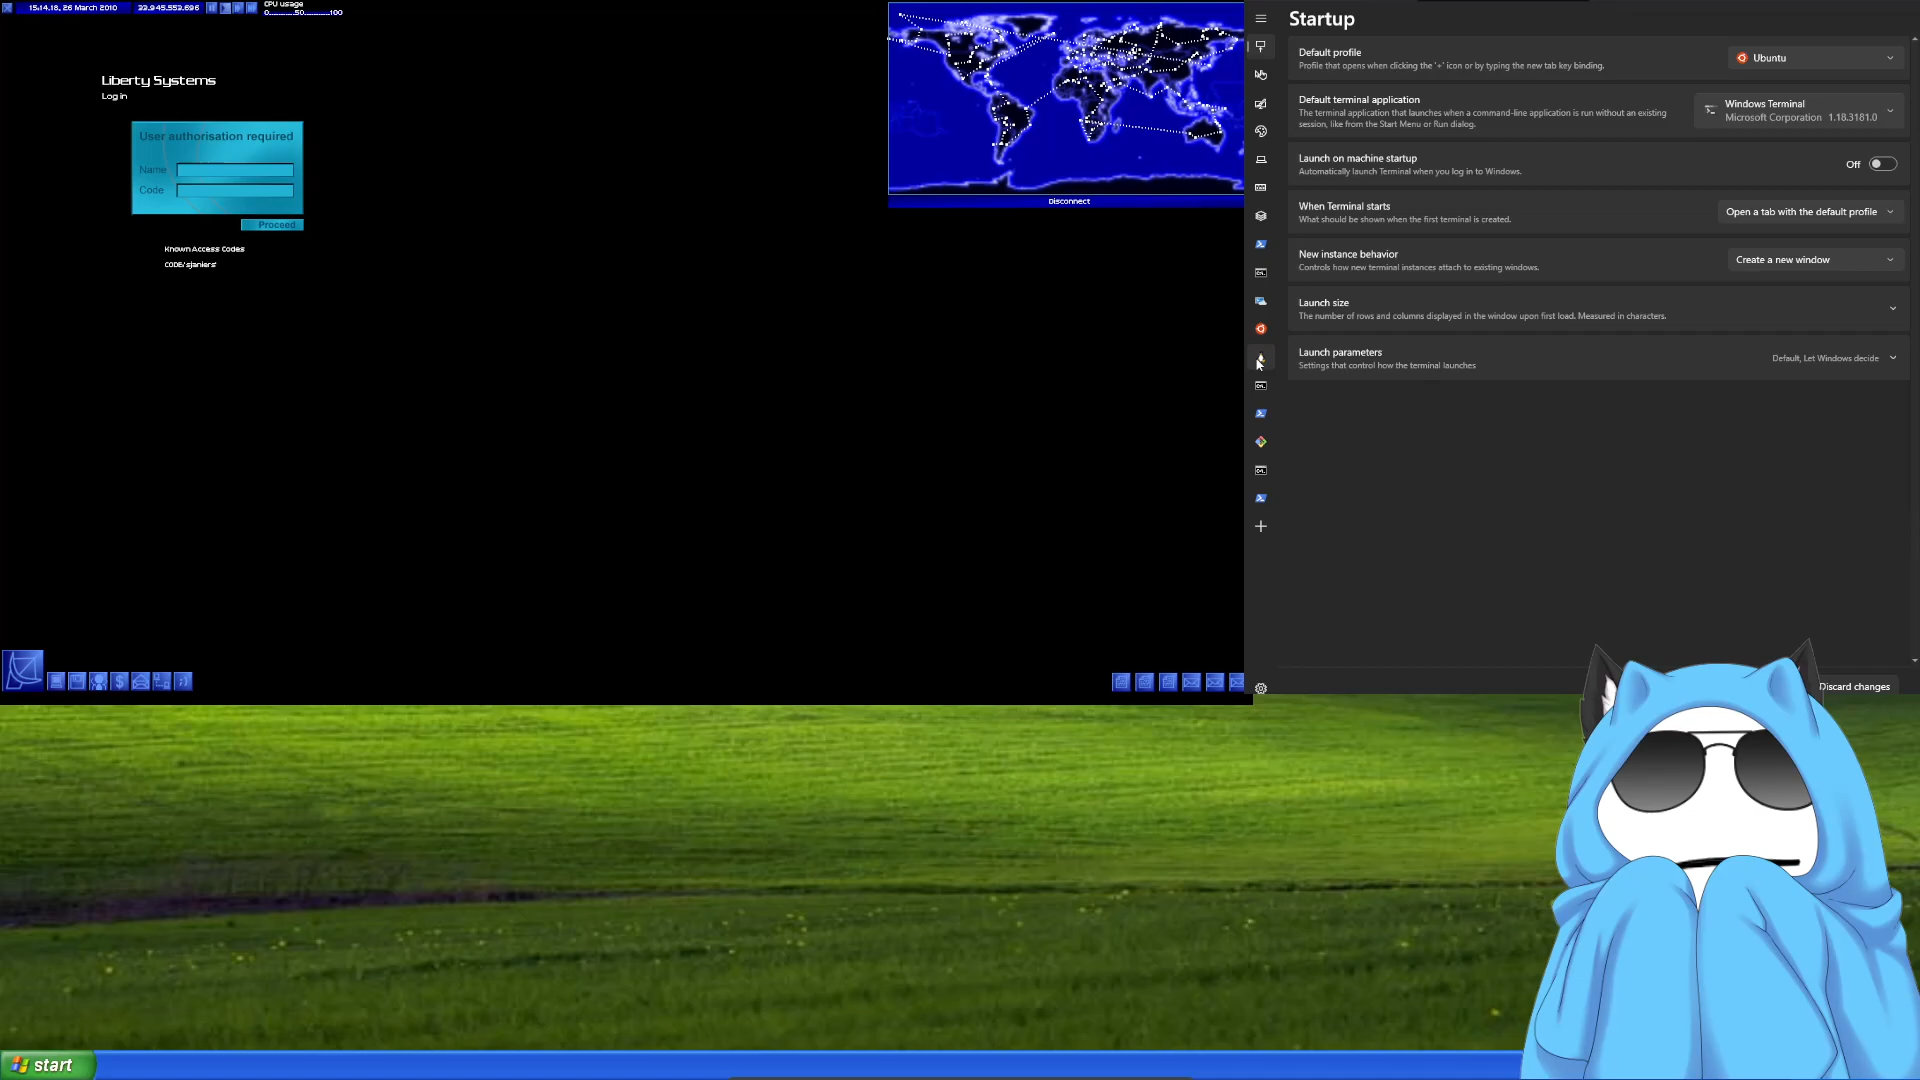 15:14.18, 26 March 2010
CPU usage
0 50 100
Liberty Systems
Log in
User authorisation required
Name
Code
Proceed
Known Access Codes
Disconnect
Startup
Default profile
Profile that opens when clicking the '+' icon or by typing the new tab key binding.
Ubuntu
Default terminal application
The terminal application that launches when a command-line application is run without an existing
session, like from the Start Menu or Run dialog.
Windows Terminal
Microsoft Corporation 1.18.3181.0
Launch on machine startup
Automatically launch Terminal when you log in to Windows.
Off
When Terminal starts
What should be shown when the first terminal is created.
Open a tab with the default profile
New instance behavior
Controls how new terminal instances attach to existing windows.
Create a new window
Launch size
The number of rows and columns displayed in the window upon first load. Measured in characters.
Launch parameters
Settings that control how the terminal launches
Default, Let Windows decide
Discard changes
start